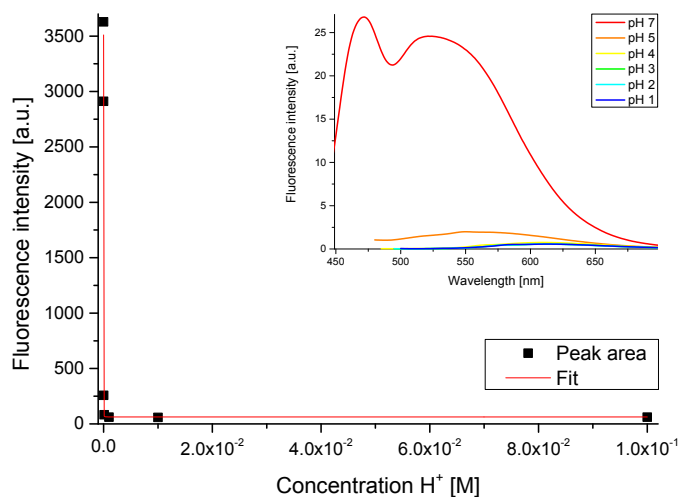 Fluorescence intensity [a.u.]
3500
3000
2500
2000
1500
1000
500
0
0.0
2.0x10⁻²
4.0x10⁻²
6.0x10⁻²
8.0x10⁻²
1.0x10⁻¹
Concentration H⁺ [M]
Peak area
Fit
Fluorescence intensity [a.u.]
25
20
15
10
5
0
450
500
550
600
650
Wavelength [nm]
pH 7
pH 5
pH 4
pH 3
pH 2
pH 1